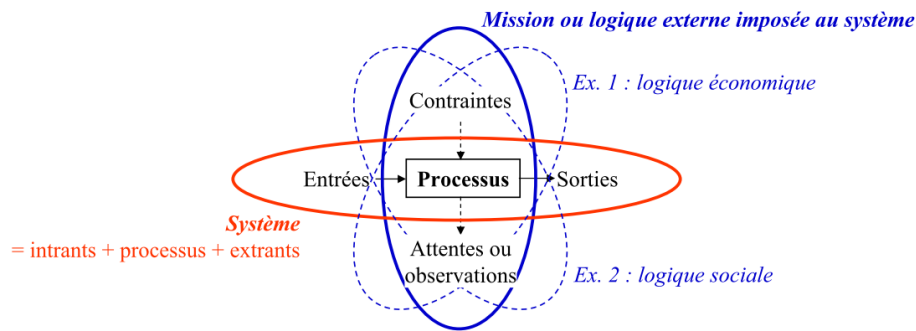 Mission ou logique externe imposée au système
Ex. 1 : logique économique
Contraintes
Entrées
Processus
Sorties
Système
= intrants + processus + extrants
Attentes ou
observations
Ex. 2 : logique sociale